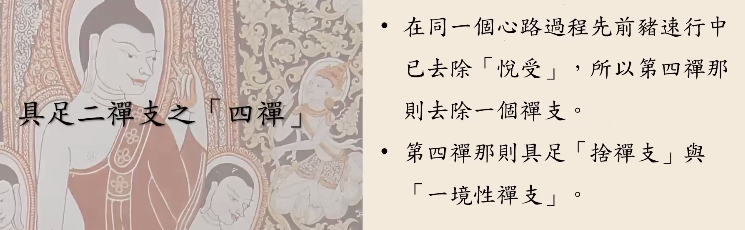 具足二禪支之「四禪」
• 在同一個心路過程先前豬速行中
已去除「悅受」，所以第四禪那
則去除一個禪支。
• 第四禪那則具足「捨禪支」與
「一境性禪支」。